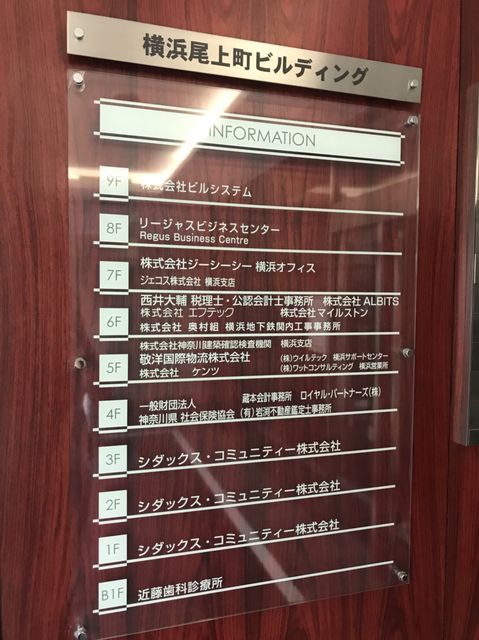 横浜尾上町ビルディング
INFORMATION
9F 株式会社ビルシステム
8F リージャスビジネスセンター
Regus Business Centre
7F 株式会社ジーシーシー 横浜オフィス
ジェコス株式会社 横浜支店
西井大輔 税理士・公認会計士事務所 株式会社 ALBITS
6F 株式会社 エフテック 株式会社 マイルストン
株式会社 奥村組 横浜地下鉄関内工事事務所
株式会社神奈川建築確認検査機関 横浜支店
5F 敬洋国際物流株式会社 (株)ウイルテック 横浜サポートセンター
株式会社 ケンツ (株)ワットコンサルティング 横浜営業所
4F 一般財団法人 蔵本会計事務所 ロイヤル・パートナーズ(株)
神奈川県 社会保険協会 (有)岩渕不動産鑑定士事務所
3F シダックス・コミュニティー株式会社
2F シダックス・コミュニティー株式会社
1F シダックス・コミュニティー株式会社
B1F 近藤歯科診療所